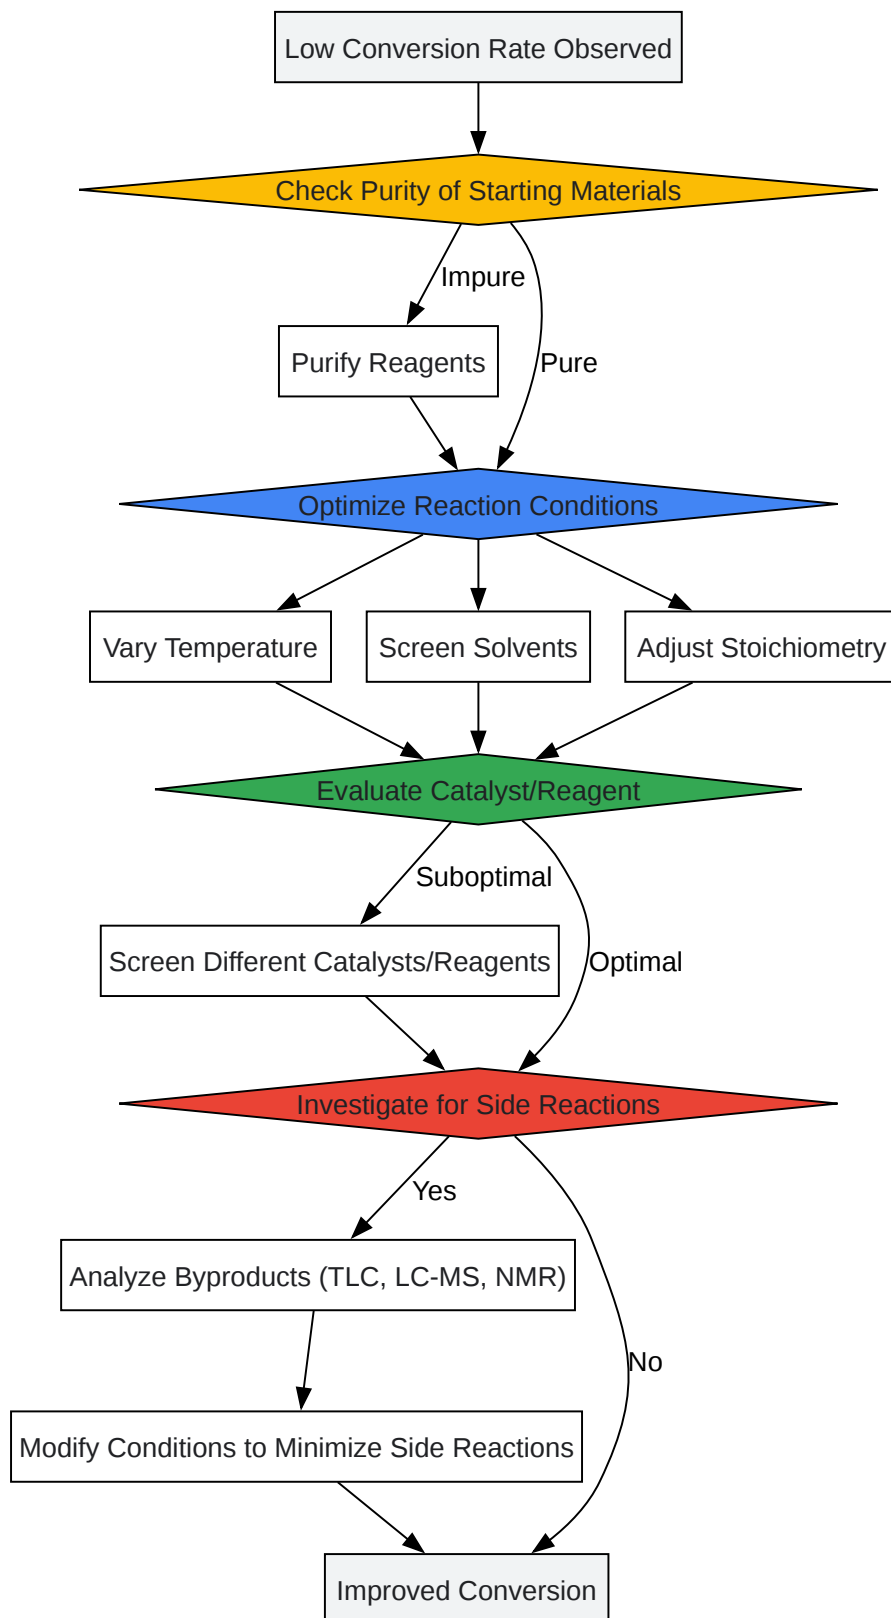 Low Conversion Rate Observed
Check Purity of Starting Materials
Impure
Purify Reagents
Pure
Optimize Reaction Conditions
Vary Temperature
Screen Solvents
Adjust Stoichiometry
Evaluate Catalyst/Reagent
Suboptimal
Screen Different Catalysts/Reagents
Optimal
Investigate for Side Reactions
Yes
Analyze Byproducts (TLC, LC-MS, NMR)
No
Modify Conditions to Minimize Side Reactions
Improved Conversion